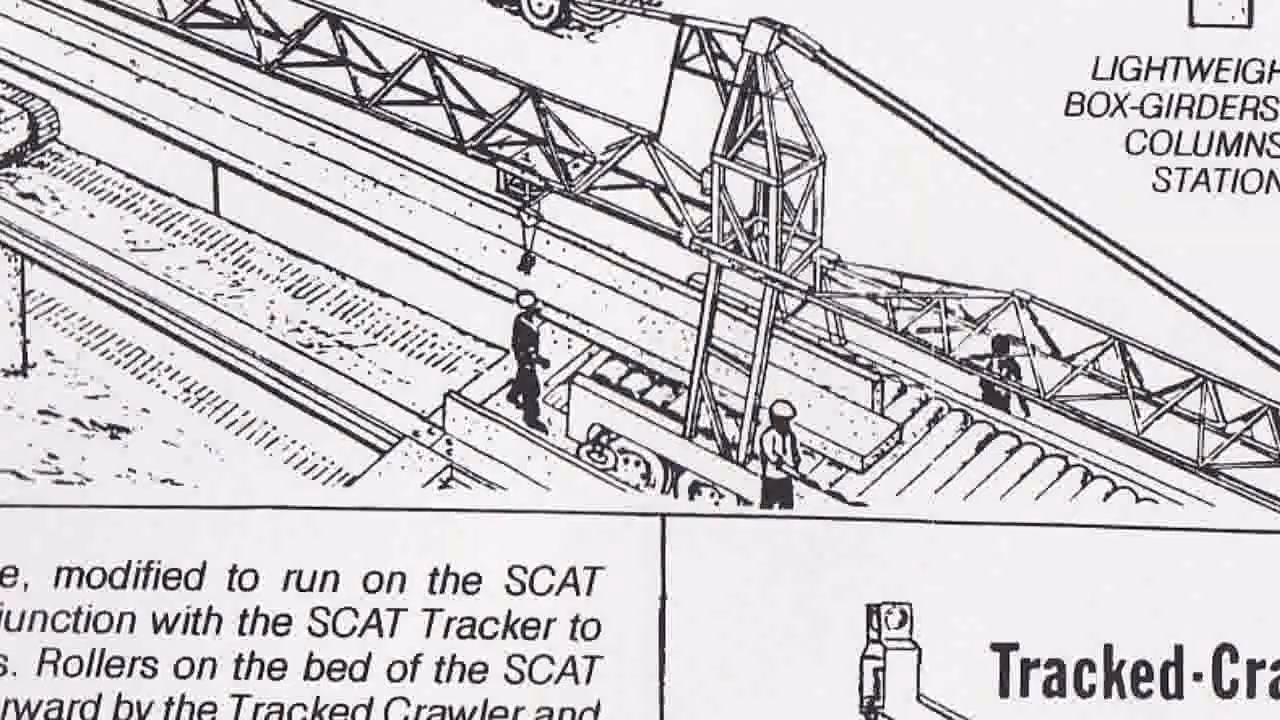 LIGHTWEIGH
BOX-GIRDERS
COLUMNS
STATION
e, modified to run on the SCAT
junction with the SCAT Tracker to
s. Rollers on the bed of the SCAT
rward by the Tracked Crawler and
Tracked-Cra